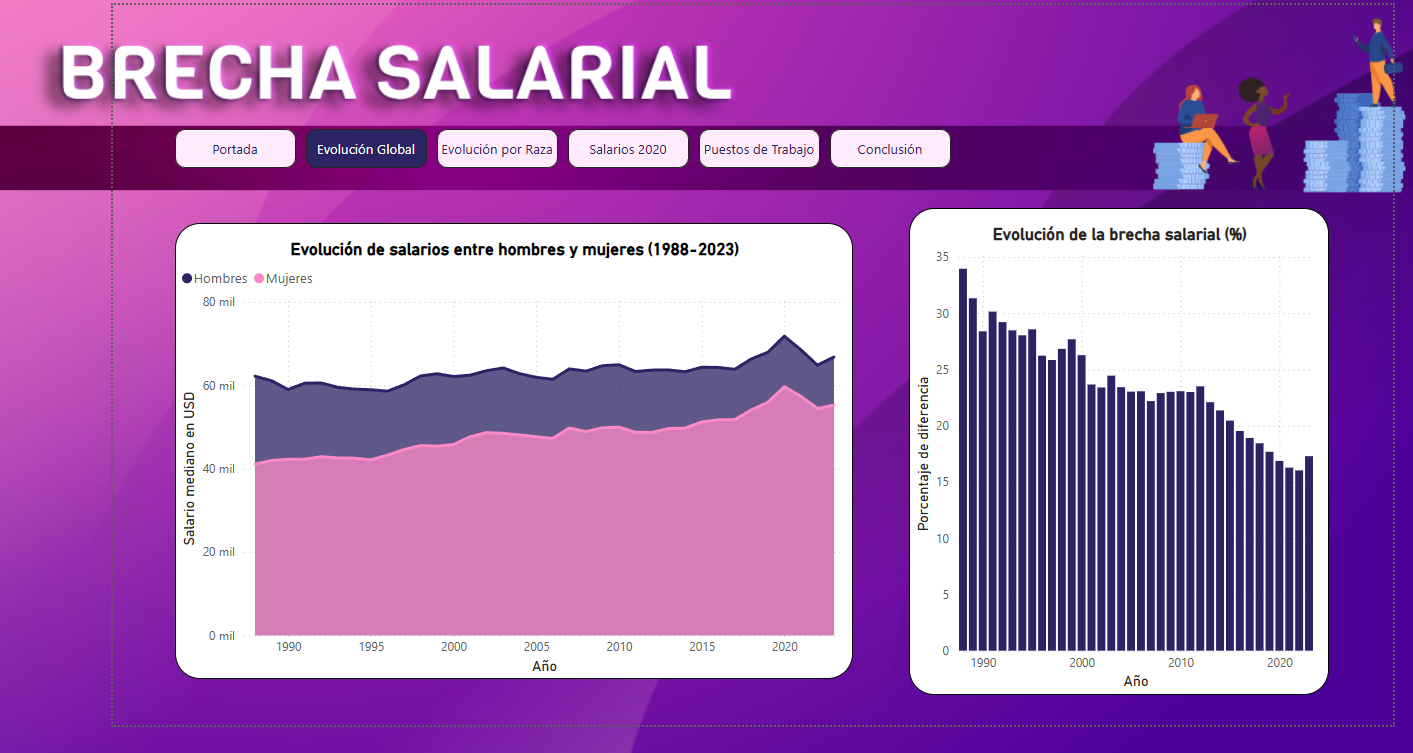 BRECHA SALARIAL
Portada
Evolución Global
Evolución por Raza
Salarios 2020
Puestos de Trabajo
Conclusión
Evolución de salarios entre hombres y mujeres (1988-2023)
Hombres
Mujeres
Salario mediano en USD
80 mil
60 mil
40 mil
20 mil
0 mil
1990
1995
2000
2005
2010
2015
2020
Año
Evolución de la brecha salarial (%)
Porcentaje de diferencia
35
30
25
20
15
10
5
0
1990
2000
2010
2020
Año